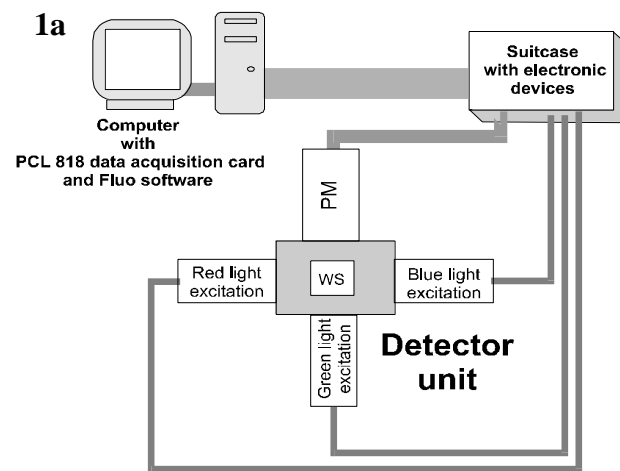 1a
Suitcase
with electronic
devices
Computer
with
PCL 818 data acquisition card
and Fluo software
PM
Red light
excitation
WS
Blue light
excitation
Green light
excitation
Detector
unit